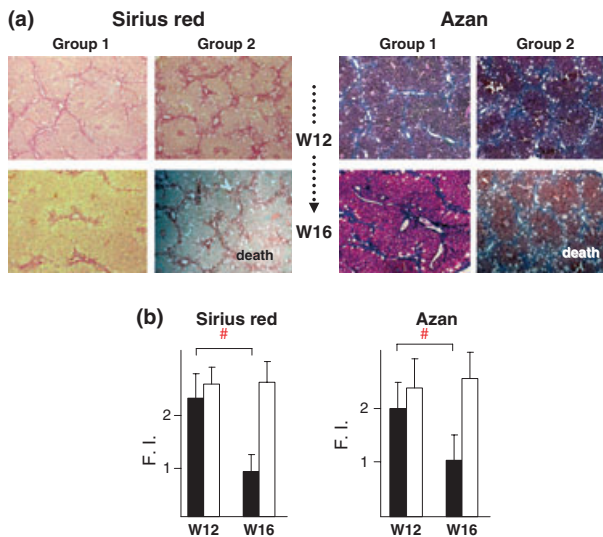 (a)
Sirius red
Azan
Group 1
Group 2
Group 1
Group 2
W12
W16
death
death
(b)
Sirius red
Azan
#
#
F. I.
2
1
W12
W16
F. I.
2
1
W12
W16